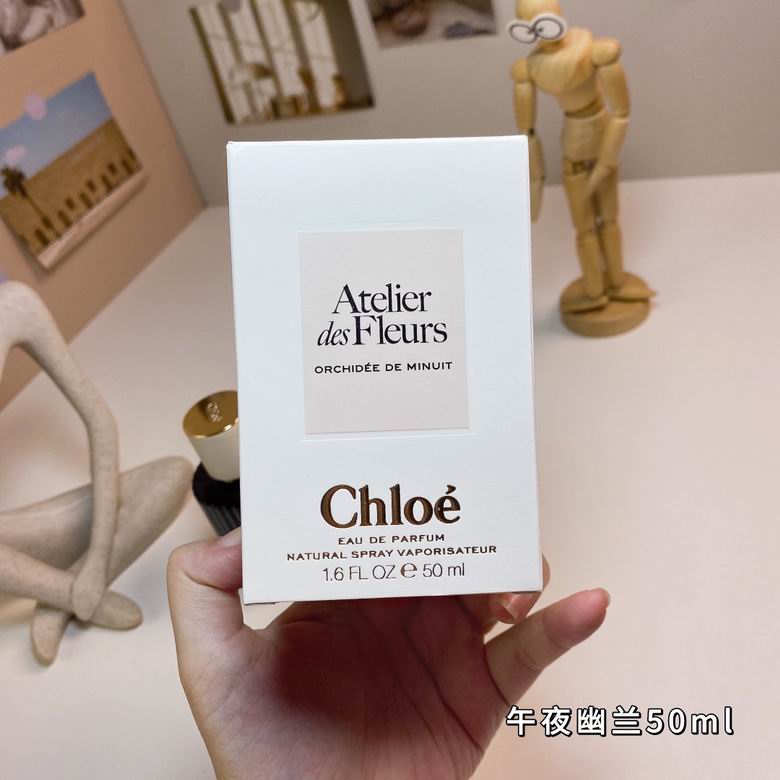 Atelier
des Fleurs
ORCHIDÉE DE MINUIT
Chloé
EAU DE PARFUM
NATURAL SPRAY VAPORISATEUR
1.6 FL OZ ℮ 50 ml
午夜幽兰50ml